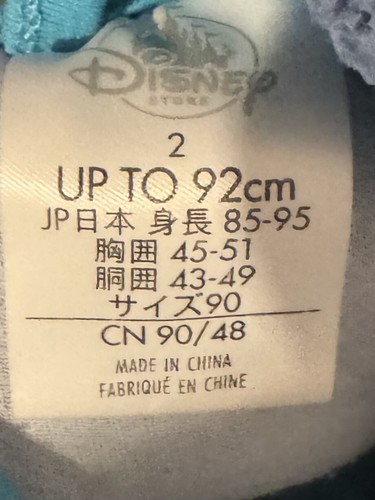 Disney
STORE
2
UP TO 92cm
JP日本 身長 85-95
胸囲 45-51
胴囲 43-49
サイズ90
CN 90/48
MADE IN CHINA
FABRIQUÉ EN CHINE